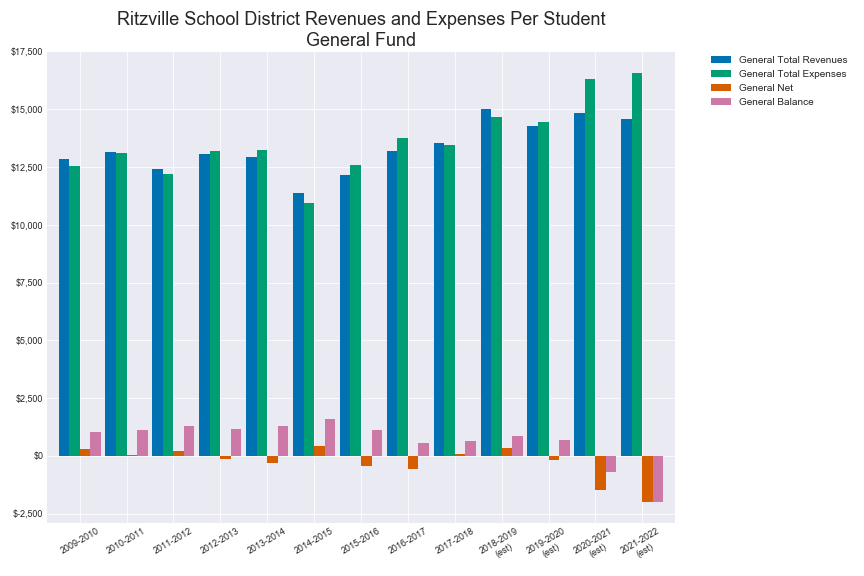 Ritzville School District Revenues and Expenses Per Student
General Fund
$17,500
$15,000
$12,500
$10,000
$7,500
$5,000
$2,500
$0
$-2,500
General Total Revenues
General Total Expenses
General Net
General Balance
2009-2010
2010-2011
2011-2012
2012-2013
2013-2014
2014-2015
2015-2016
2016-2017
2017-2018
2018-2019
(est)
2019-2020
(est)
2020-2021
(est)
2021-2022
(est)